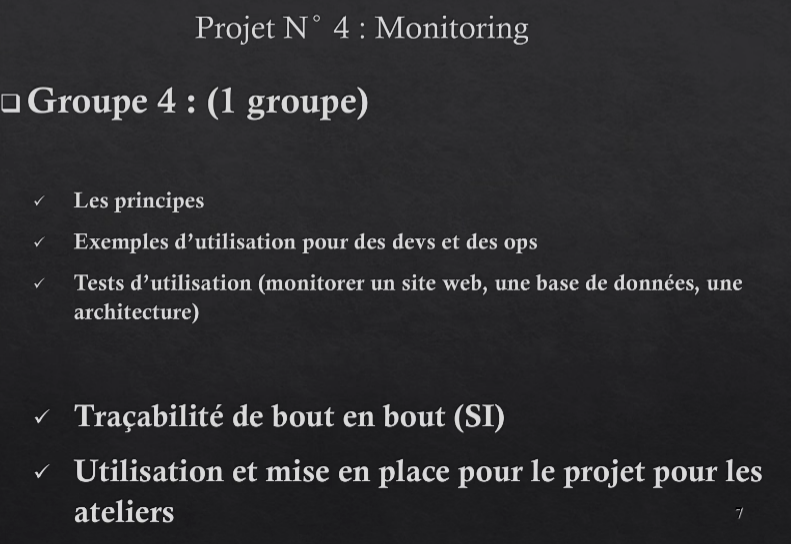 Projet N° 4 : Monitoring
❑ Groupe 4 : (1 groupe)
✓ Les principes
✓ Exemples d’utilisation pour des devs et des ops
✓ Tests d’utilisation (monitorer un site web, une base de données, une
architecture)
✓ Traçabilité de bout en bout (SI)
✓ Utilisation et mise en place pour le projet pour les
ateliers
7